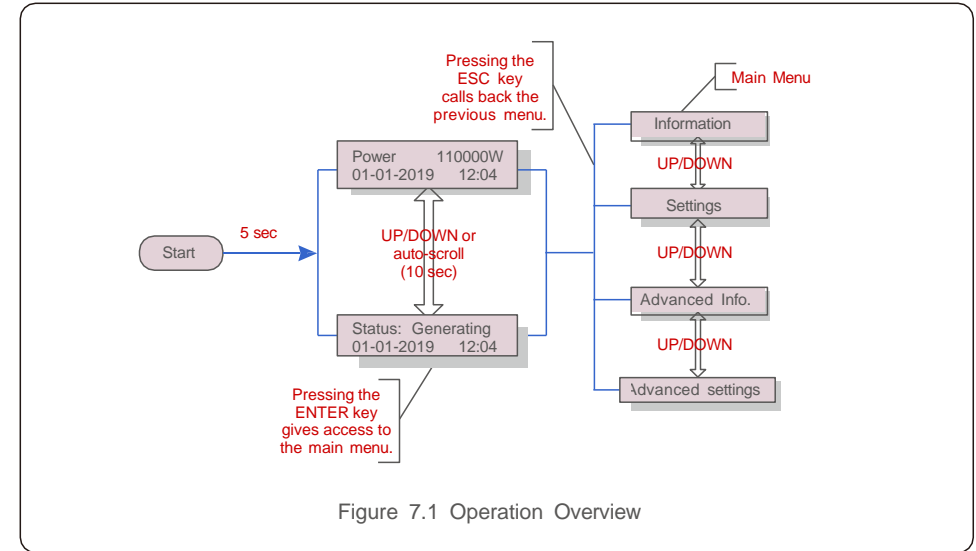 Start
5 sec
Power 110000W
01-01-2019 12:04
UP/DOWN or
auto-scroll
(10 sec)
Status: Generating
01-01-2019 12:04
Pressing the
ENTER key
gives access to
the main menu.
Pressing the
ESC key
calls back the
previous menu.
Main Menu
Information
UP/DOWN
Settings
UP/DOWN
Advanced Info.
UP/DOWN
Advanced settings
Figure 7.1 Operation Overview